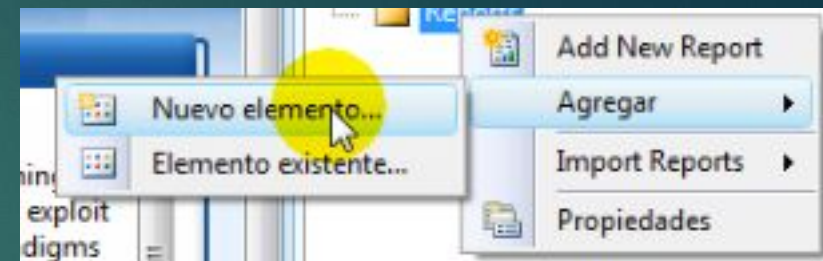 Reports
Add New Report
Agregar
Import Reports
Propiedades
Nuevo elemento...
Elemento existente...
exploit
digms